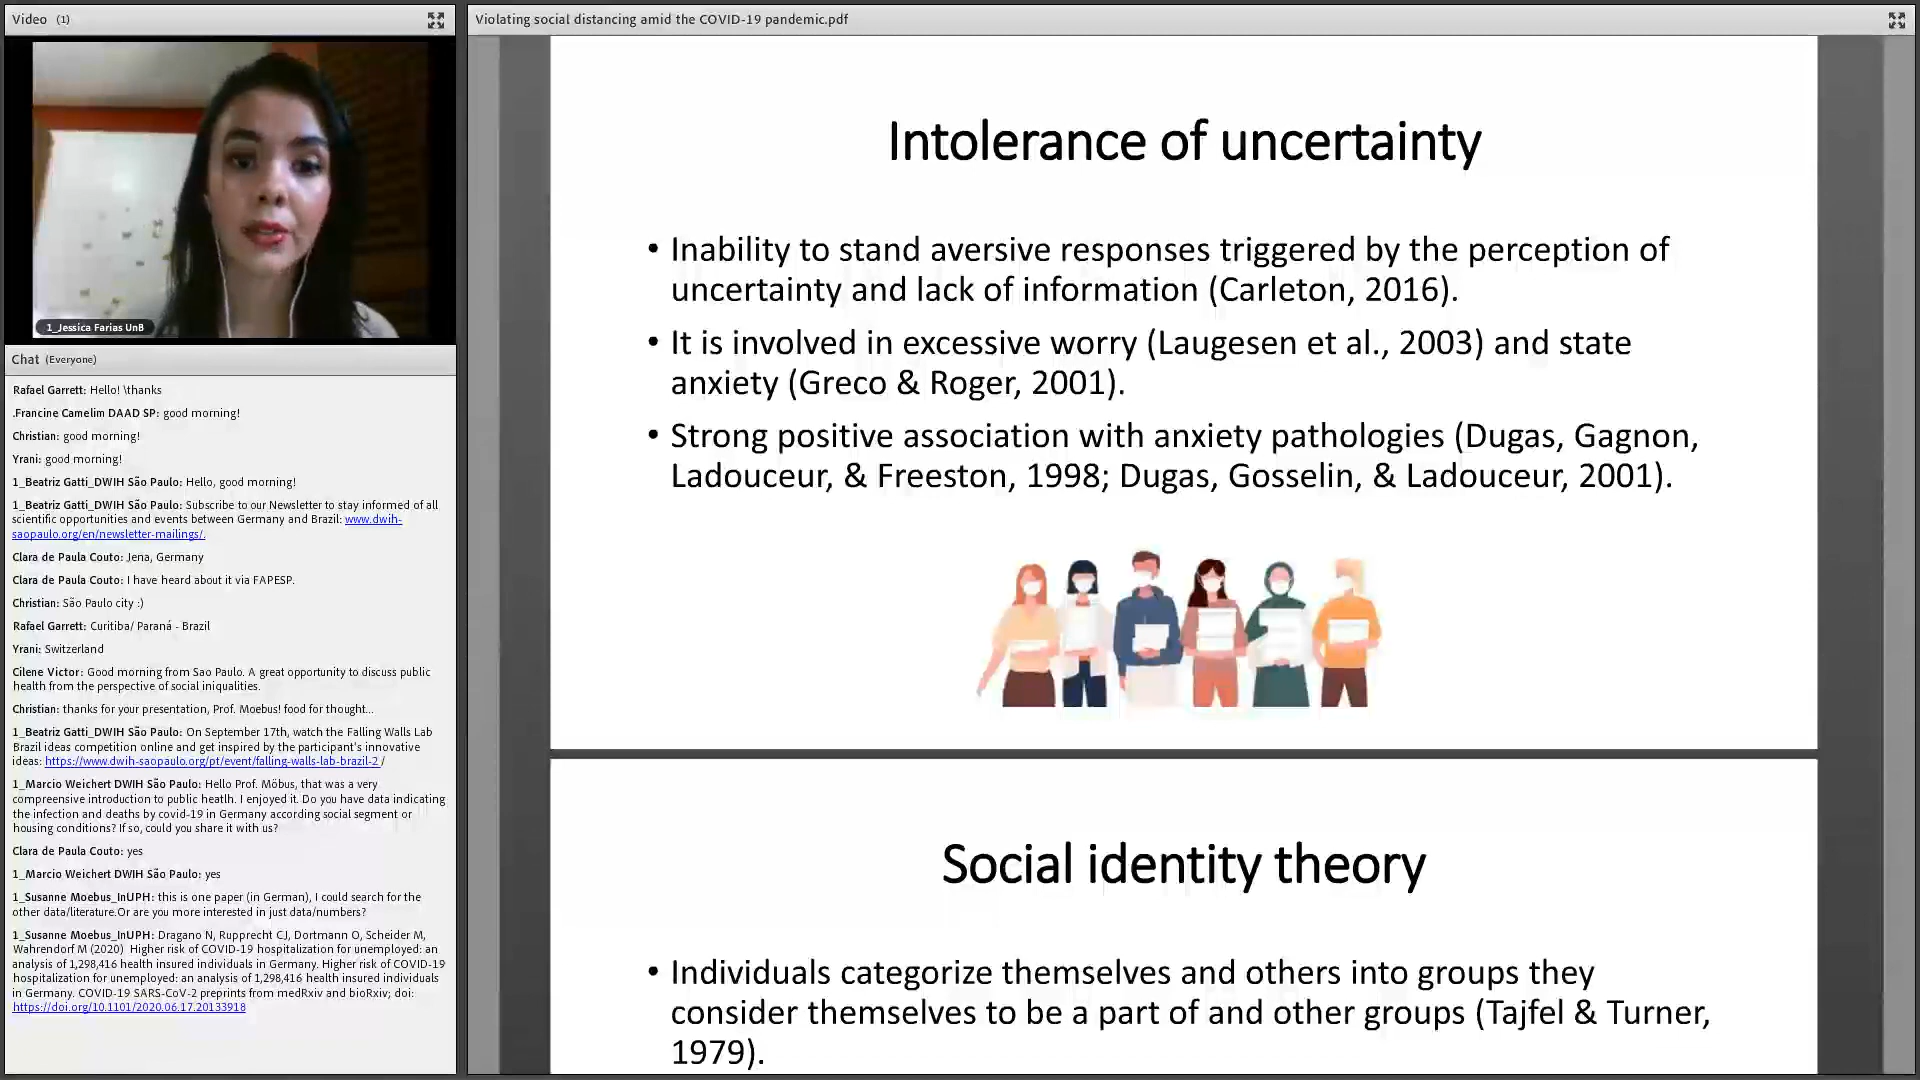 Video (1)
1_Jessica Farias UnB
Chat (Everyone)
Rafael Garrett: Hello! \thanks
.Francine Camelim DAAD SP: good morning!
Christian: good morning!
Yrani: good morning!
1_Beatriz Gatti_DWIH São Paulo: Hello, good morning!
1_Beatriz Gatti_DWIH São Paulo: Subscribe to our Newsletter to stay informed of all
scientific opportunities and events between Germany and Brazil: www.dwih-
saopaulo.org/en/newsletter-mailings/.
Clara de Paula Couto: Jena, Germany
Clara de Paula Couto: I have heard about it via FAPESP.
Christian: São Paulo city :)
Rafael Garrett: Curitiba/ Paraná - Brazil
Yrani: Switzerland
Cilene Victor: Good morning from Sao Paulo. A great opportunity to discuss public
health from the perspective of social iniqualities.
Christian: thanks for your presentation, Prof. Moebus! food for thought...
1_Beatriz Gatti_DWIH São Paulo: On September 17th, watch the Falling Walls Lab
Brazil ideas competition online and get inspired by the participant's innovative
ideas: https://www.dwih-saopaulo.org/pt/event/falling-walls-lab-brazil-2 /
1_Marcio Weichert DWIH São Paulo: Hello Prof. Möbus, that was a very
compreensive introduction to public heatlh. I enjoyed it. Do you have data indicating
the infection and deaths by covid-19 in Germany according social segment or
housing conditions? If so, could you share it with us?
Clara de Paula Couto: yes
1_Marcio Weichert DWIH São Paulo: yes
1_Susanne Moebus_InUPH: this is one paper (in German), I could search for the
other data/literature.Or are you more interested in just data/numbers?
1_Susanne Moebus_InUPH: Dragano N, Rupprecht CJ, Dortmann O, Scheider M,
Wahrendorf M (2020) Higher risk of COVID-19 hospitalization for unemployed: an
analysis of 1,298,416 health insured individuals in Germany. Higher risk of COVID-19
hospitalization for unemployed: an analysis of 1,298,416 health insured individuals
in Germany. COVID-19 SARS-CoV-2 preprints from medRxiv and bioRxiv; doi:
https://doi.org/10.1101/2020.06.17.20133918
Violating social distancing amid the COVID-19 pandemic.pdf
Intolerance of uncertainty
• Inability to stand aversive responses triggered by the perception of
uncertainty and lack of information (Carleton, 2016).
• It is involved in excessive worry (Laugesen et al., 2003) and state
anxiety (Greco & Roger, 2001).
• Strong positive association with anxiety pathologies (Dugas, Gagnon,
Ladouceur, & Freeston, 1998; Dugas, Gosselin, & Ladouceur, 2001).
Social identity theory
• Individuals categorize themselves and others into groups they
consider themselves to be a part of and other groups (Tajfel & Turner,
1979).